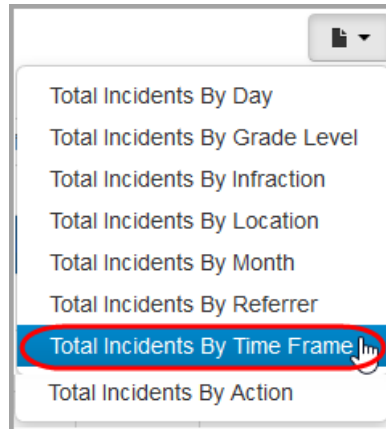 Total Incidents By Day
Total Incidents By Grade Level
Total Incidents By Infraction
Total Incidents By Location
Total Incidents By Month
Total Incidents By Referrer
Total Incidents By Time Frame
Total Incidents By Action